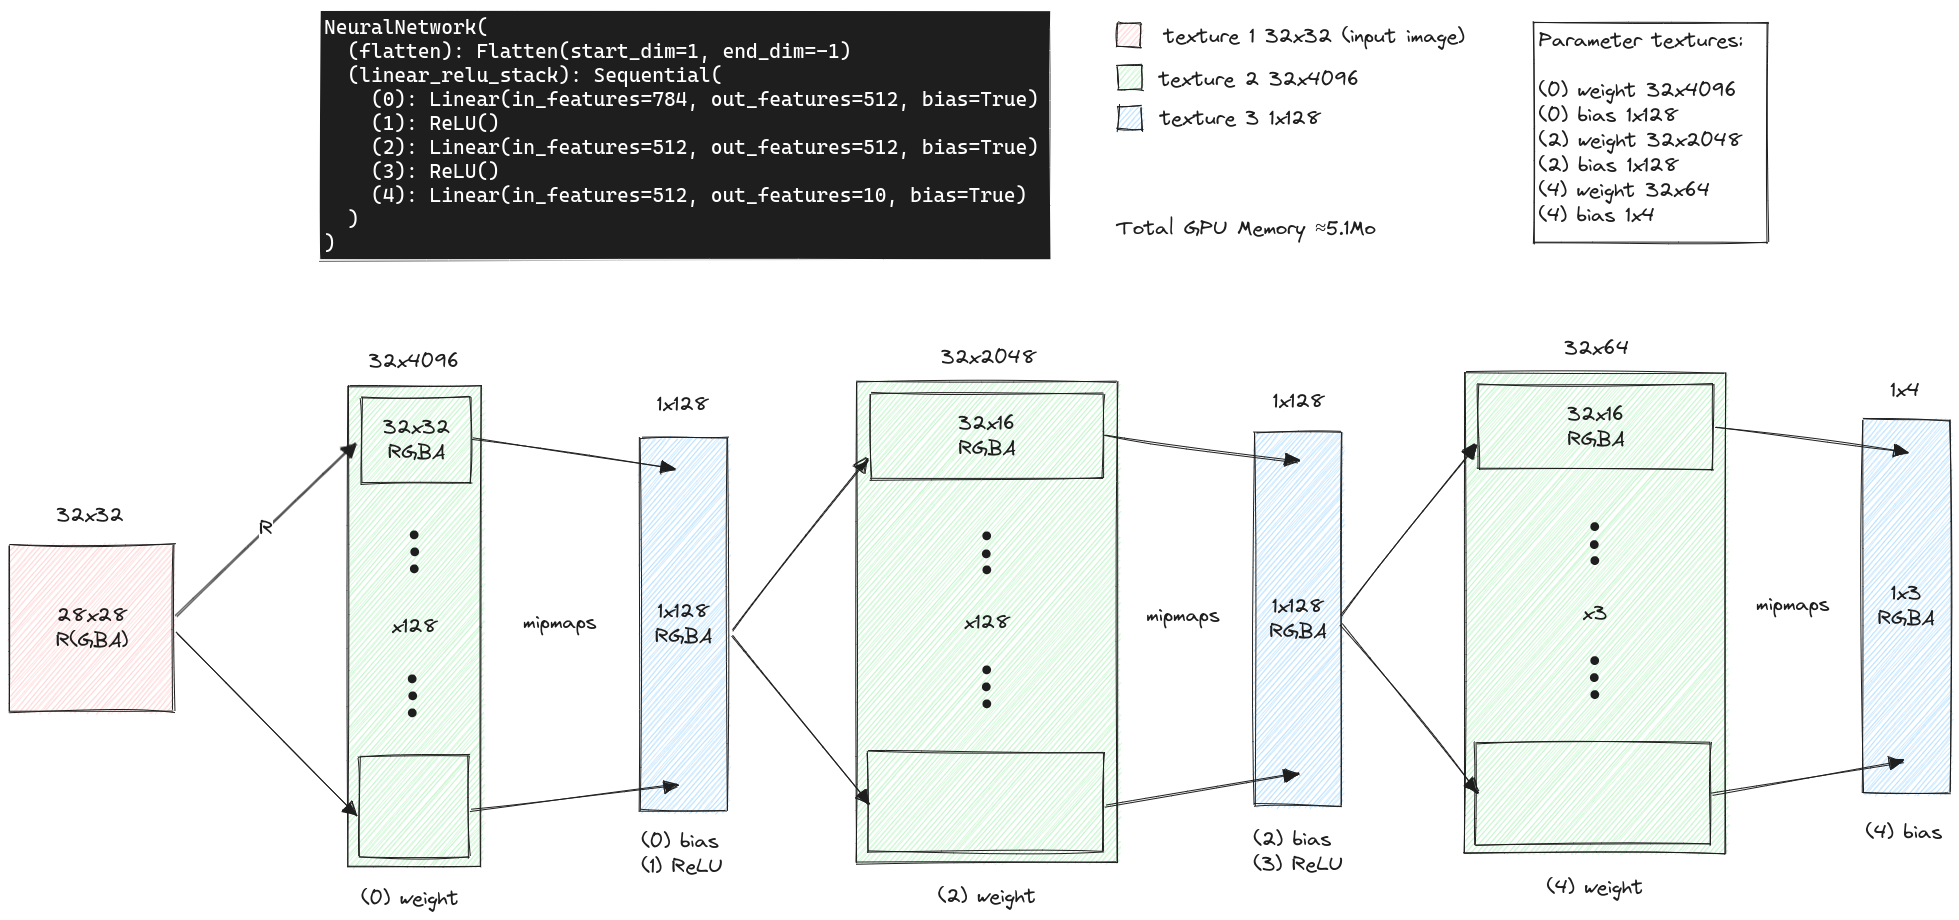 NeuralNetwork(
(flatten): Flatten(start_dim=1, end_dim=-1)
(linear_relu_stack): Sequential(
(0): Linear(in_features=784, out_features=512, bias=True)
(1): ReLU()
(2): Linear(in_features=512, out_features=512, bias=True)
(3): ReLU()
(4): Linear(in_features=512, out_features=10, bias=True)
)
)
texture 1 32x32 (input image)
texture 2 32x4096
texture 3 1x128
Total GPU Memory ≈5.1Mo
Parameter textures:
(0) weight 32x4096
(0) bias 1x128
(2) weight 32x2048
(2) bias 1x128
(4) weight 32x64
(4) bias 1x4
32x32
28x28
R(GBA)
R
32x4096
32x32
RGBA
x128
(0) weight
mipmaps
1x128
1x128
RGBA
(0) bias
(1) ReLU
32x2048
32x16
RGBA
x128
(2) weight
mipmaps
1x128
1x128
RGBA
(2) bias
(3) ReLU
32x64
32x16
RGBA
x3
(4) weight
mipmaps
1x4
1x3
RGBA
(4) bias